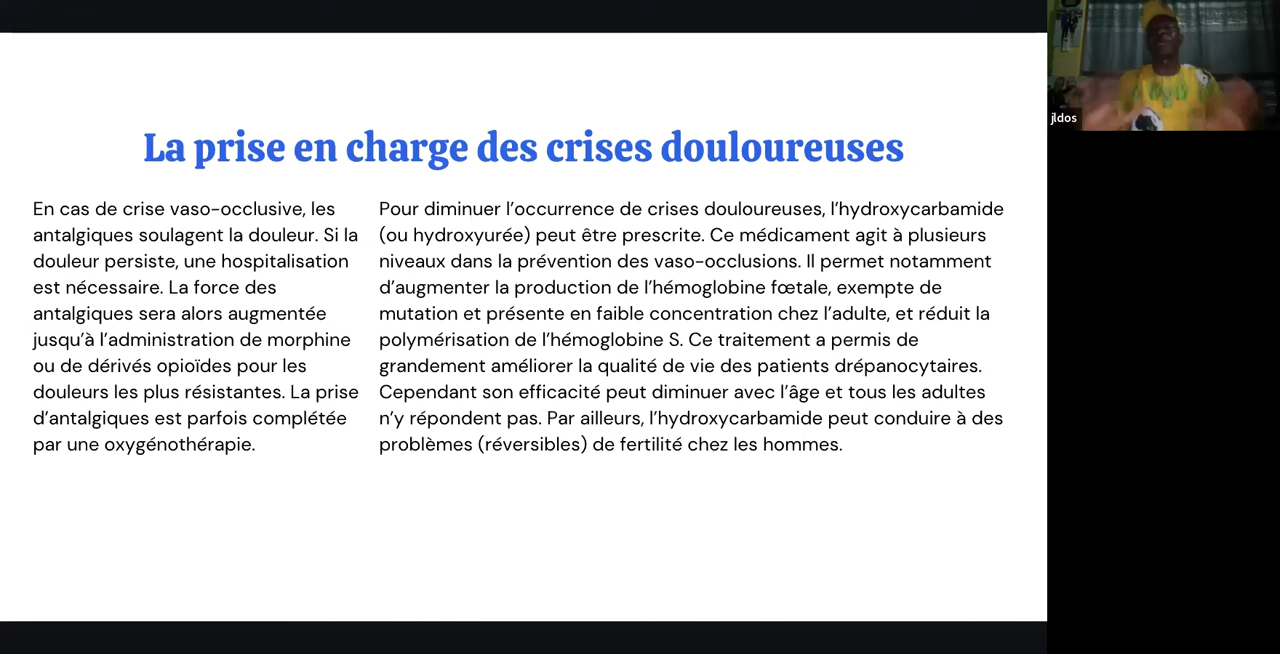 La prise en charge des crises douloureuses
En cas de crise vaso-occlusive, les
antalgiques soulagent la douleur. Si la
douleur persiste, une hospitalisation
est nécessaire. La force des
antalgiques sera alors augmentée
jusqu’à l’administration de morphine
ou de dérivés opioïdes pour les
douleurs les plus résistantes. La prise
d’antalgiques est parfois complétée
par une oxygénothérapie.
Pour diminuer l’occurrence de crises douloureuses, l’hydroxycarbamide
(ou hydroxyurée) peut être prescrite. Ce médicament agit à plusieurs
niveaux dans la prévention des vaso-occlusions. Il permet notamment
d’augmenter la production de l’hémoglobine fœtale, exempte de
mutation et présente en faible concentration chez l’adulte, et réduit la
polymérisation de l’hémoglobine S. Ce traitement a permis de
grandement améliorer la qualité de vie des patients drépanocytaires.
Cependant son efficacité peut diminuer avec l’âge et tous les adultes
n’y répondent pas. Par ailleurs, l’hydroxycarbamide peut conduire à des
problèmes (réversibles) de fertilité chez les hommes.
jldos